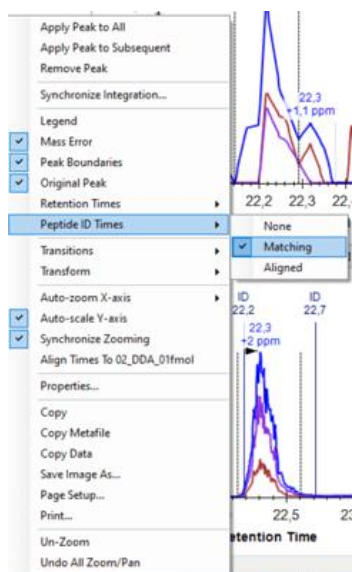 Apply Peak to All
Apply Peak to Subsequent
Remove Peak
Synchronize Integration...
Legend
Mass Error
Peak Boundaries
Original Peak
Retention Times
Peptide ID Times
Transitions
Transform
Auto-zoom X-axis
Auto-scale Y-axis
Synchronize Zooming
Align Times To 02_DDA_01fmol
Properties...
Copy
Copy Metafile
Copy Data
Save Image As...
Page Setup...
Print...
Un-Zoom
Undo All Zoom/Pan
None
Matching
Aligned
22,3
+1,1 ppm
22,2 22,3 22,
ID ID
22,2 22,7
22,3
+2 ppm
22,5 23
etention Time